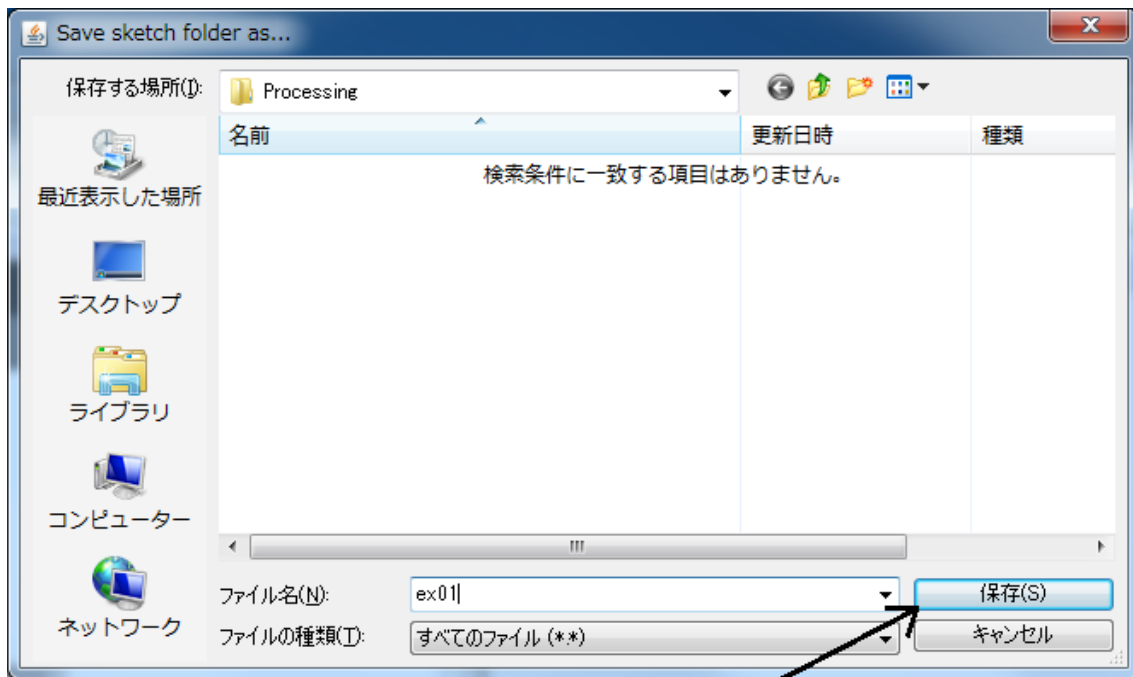 Save sketch folder as...
保存する場所(I):
Processing
名前
更新日時
種類
検索条件に一致する項目はありません。
最近表示した場所
デスクトップ
ライブラリ
コンピューター
ネットワーク
ファイル名(N):
ex01
保存(S)
ファイルの種類(T):
すべてのファイル (*.*)
キャンセル